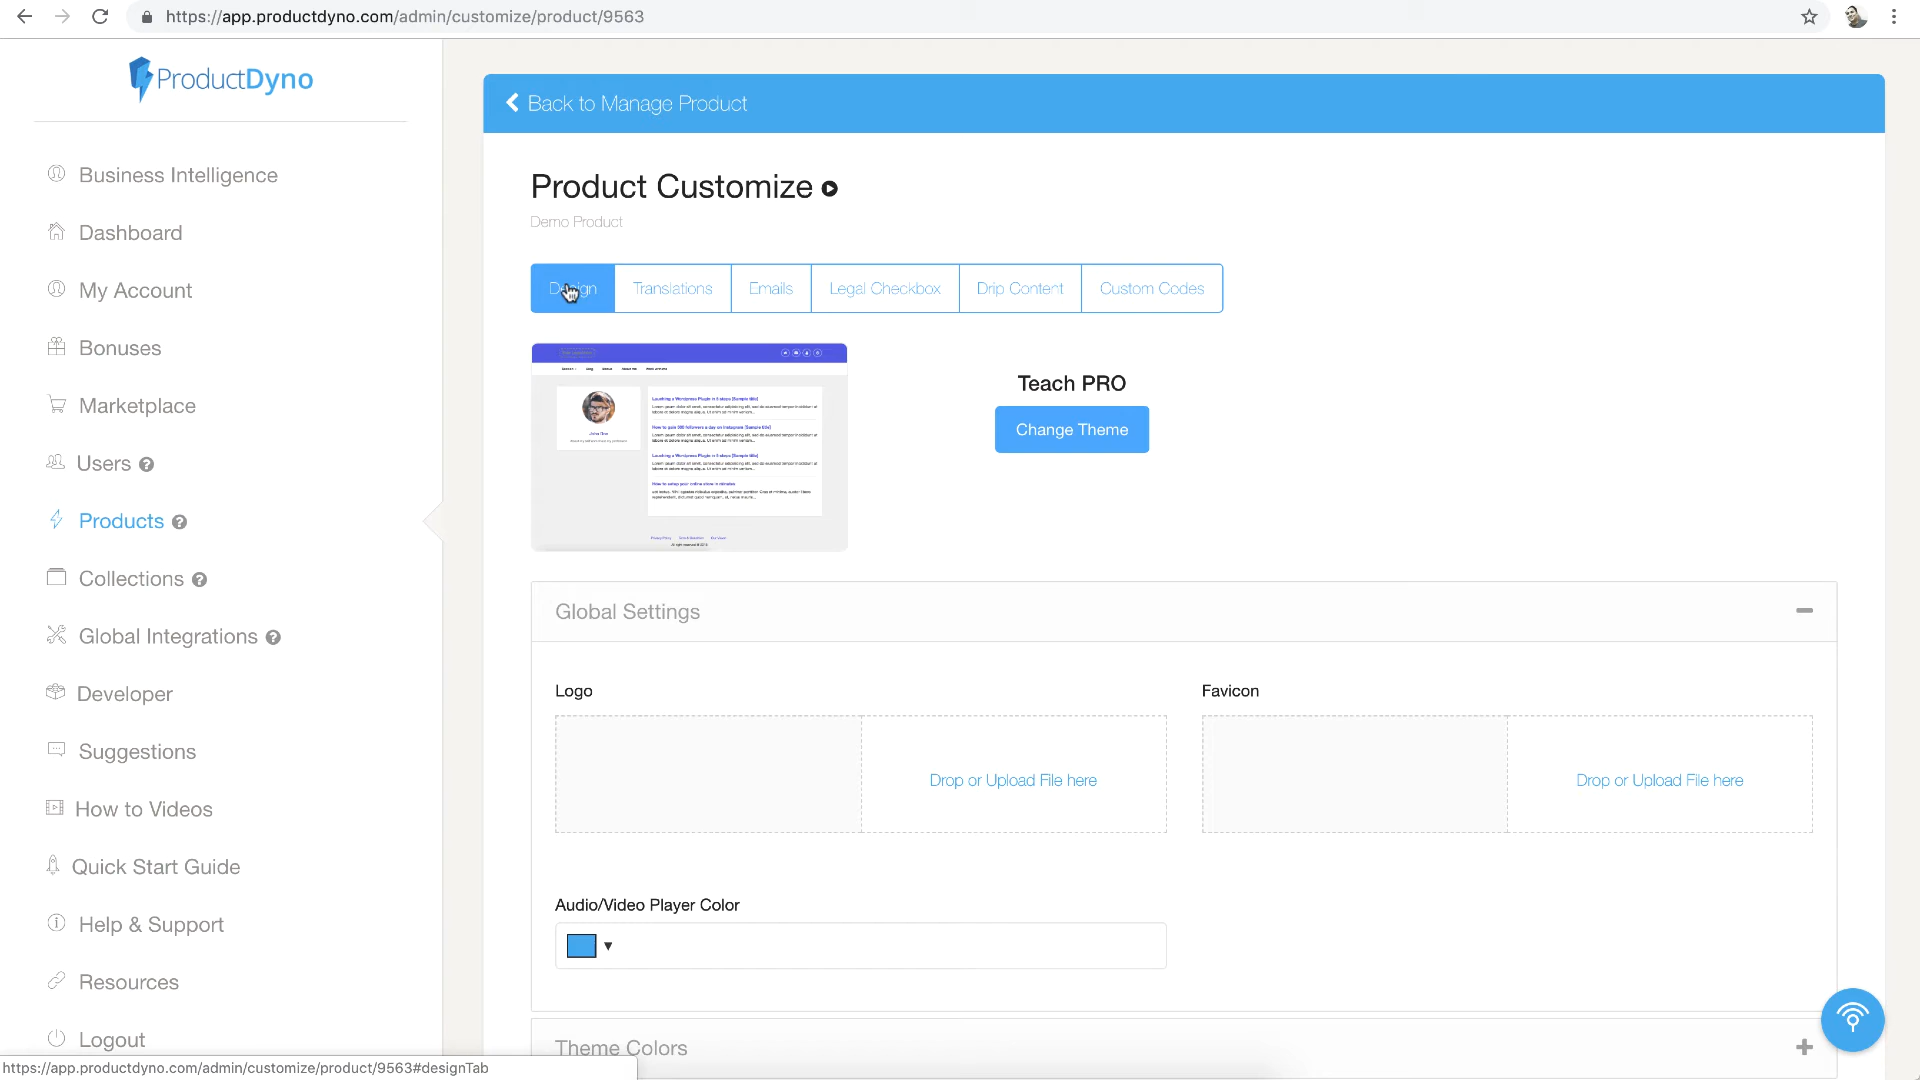 https://app.productdyno.com/admin/customize/product/9563
ProductDyno
Business Intelligence
Dashboard
My Account
Bonuses
Marketplace
Users
Products
Collections
Global Integrations
Developer
Suggestions
How to Videos
Quick Start Guide
Help & Support
Resources
Logout
Back to Manage Product
Product Customize
Demo Product
Design
Translations
Emails
Legal Checkbox
Drip Content
Custom Codes
Teach PRO
Change Theme
Global Settings
Logo
Drop or Upload File here
Favicon
Drop or Upload File here
Audio/Video Player Color
Theme Colors
https://app.productdyno.com/admin/customize/product/9563#designTab